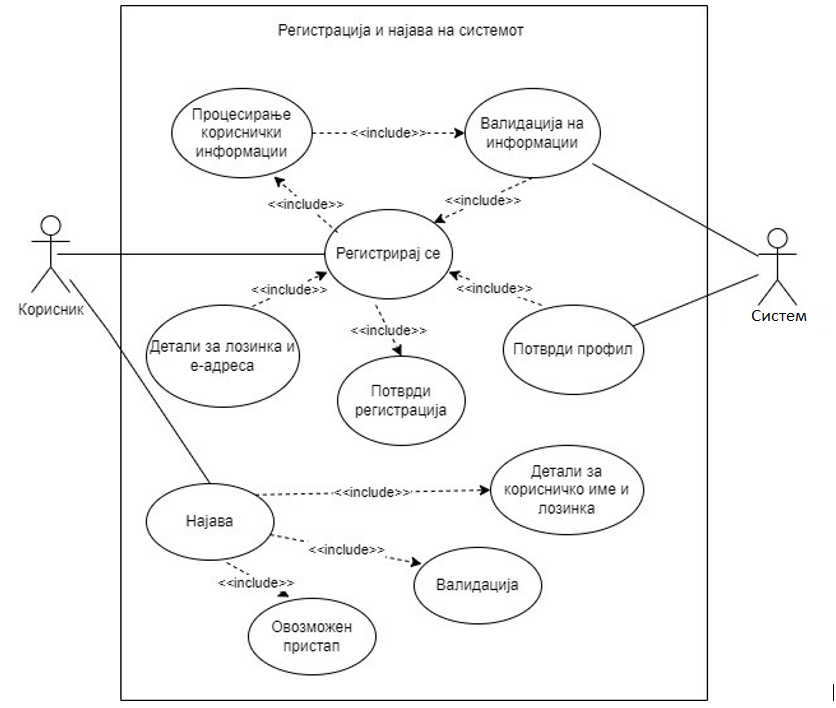 Регистрација и најава на системот
Процесирање
кориснички
информации
<<include>>
Валидација на
информации
<<include>>
<<include>>
Регистрирај се
Корисник
<<include>>
<<include>>
Систем
Детали за лозинка и
е-адреса
<<include>>
Потврди профил
Потврди
регистрација
Детали за
корисничко име и
лозинка
<<include>>
Најава
<<include>>
Валидација
<<include>>
Овозможен
пристап